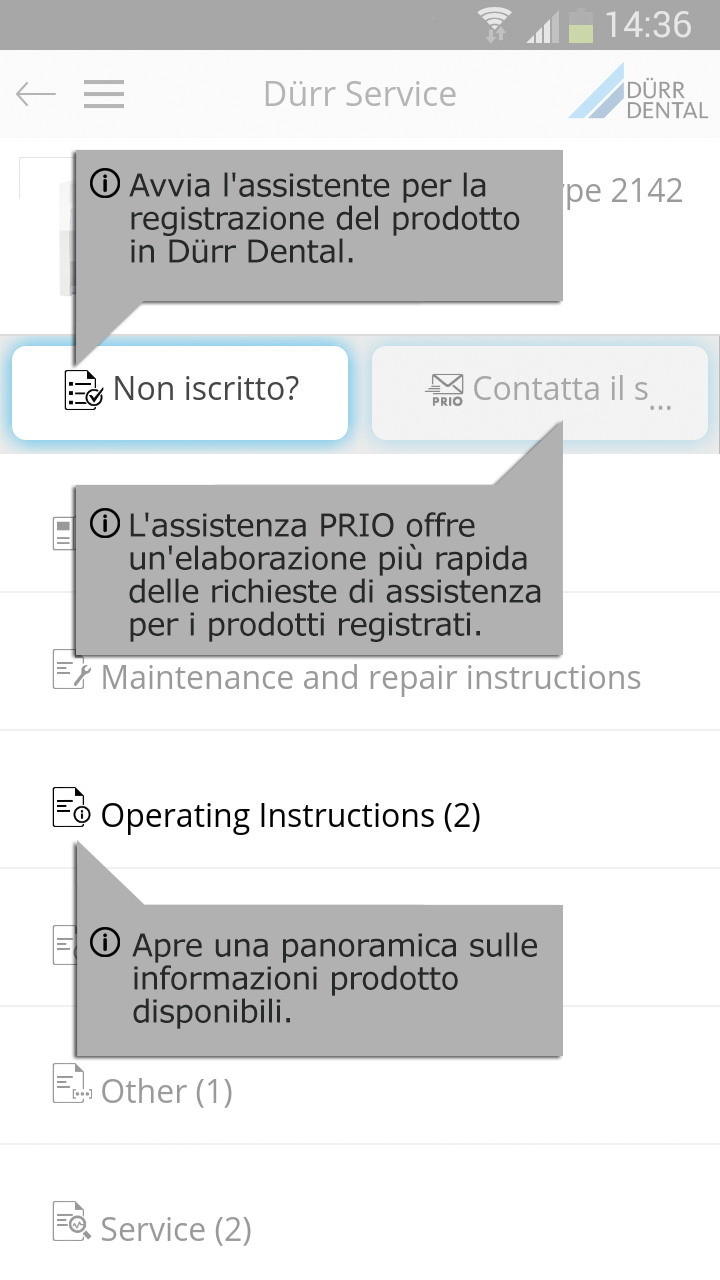 14:36
Dürr Service
DÜRR
DENTAL
Avvia l'assistente per la
registrazione del prodotto
in Dürr Dental.
2142
Non iscritto?
PRIO
Contatta il s...
L'assistenza PRIO offre
un'elaborazione più rapida
delle richieste di assistenza
per i prodotti registrati.
Maintenance and repair instructions
Operating Instructions (2)
Apre una panoramica sulle
informazioni prodotto
disponibili.
Other (1)
Service (2)